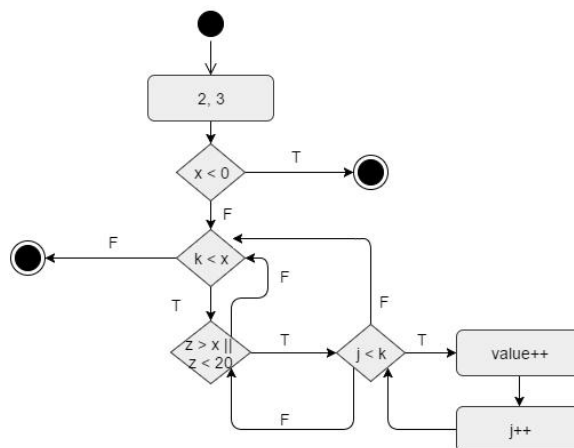 2, 3
x < 0
T
F
k < x
F
F
T
F
z > x ||
z < 20
T
j < k
T
value++
F
j++